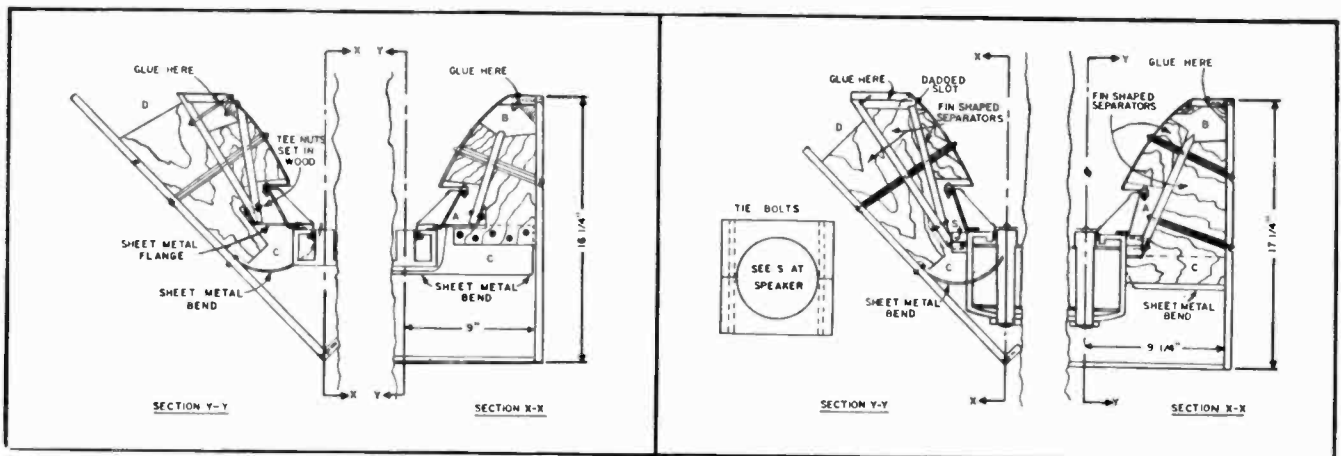 X Y
GLUE HERE
D
TEE NUTS
SET IN
WOOD
SHEET METAL
FLANGE
C
SHEET METAL
BEND
X Y
SECTION Y-Y
GLUE HERE
B
A
C
SHEET METAL
BEND
9"
16 1/4"
SECTION X-X
X
GLUE HERE
DADOED
SLOT
D
FIN SHAPED
SEPARATORS
TIE BOLTS
SEE S AT
SPEAKER
S
C
SHEET METAL
BEND
X
SECTION Y-Y
Y
GLUE HERE
FIN SHAPED
SEPARATORS
B
A
C
SHEET METAL
BEND
9 1/4"
17 1/4"
Y
SECTION X-X